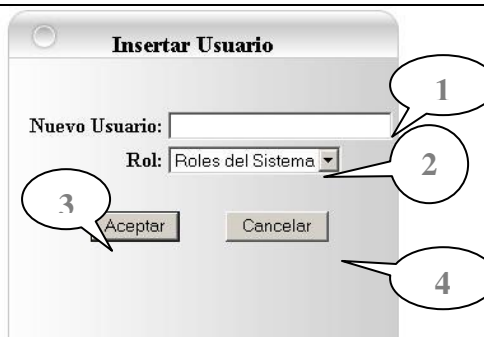 Insertar Usuario
1
Nuevo Usuario:
Rol: Roles del Sistema
2
3
Aceptar Cancelar
4